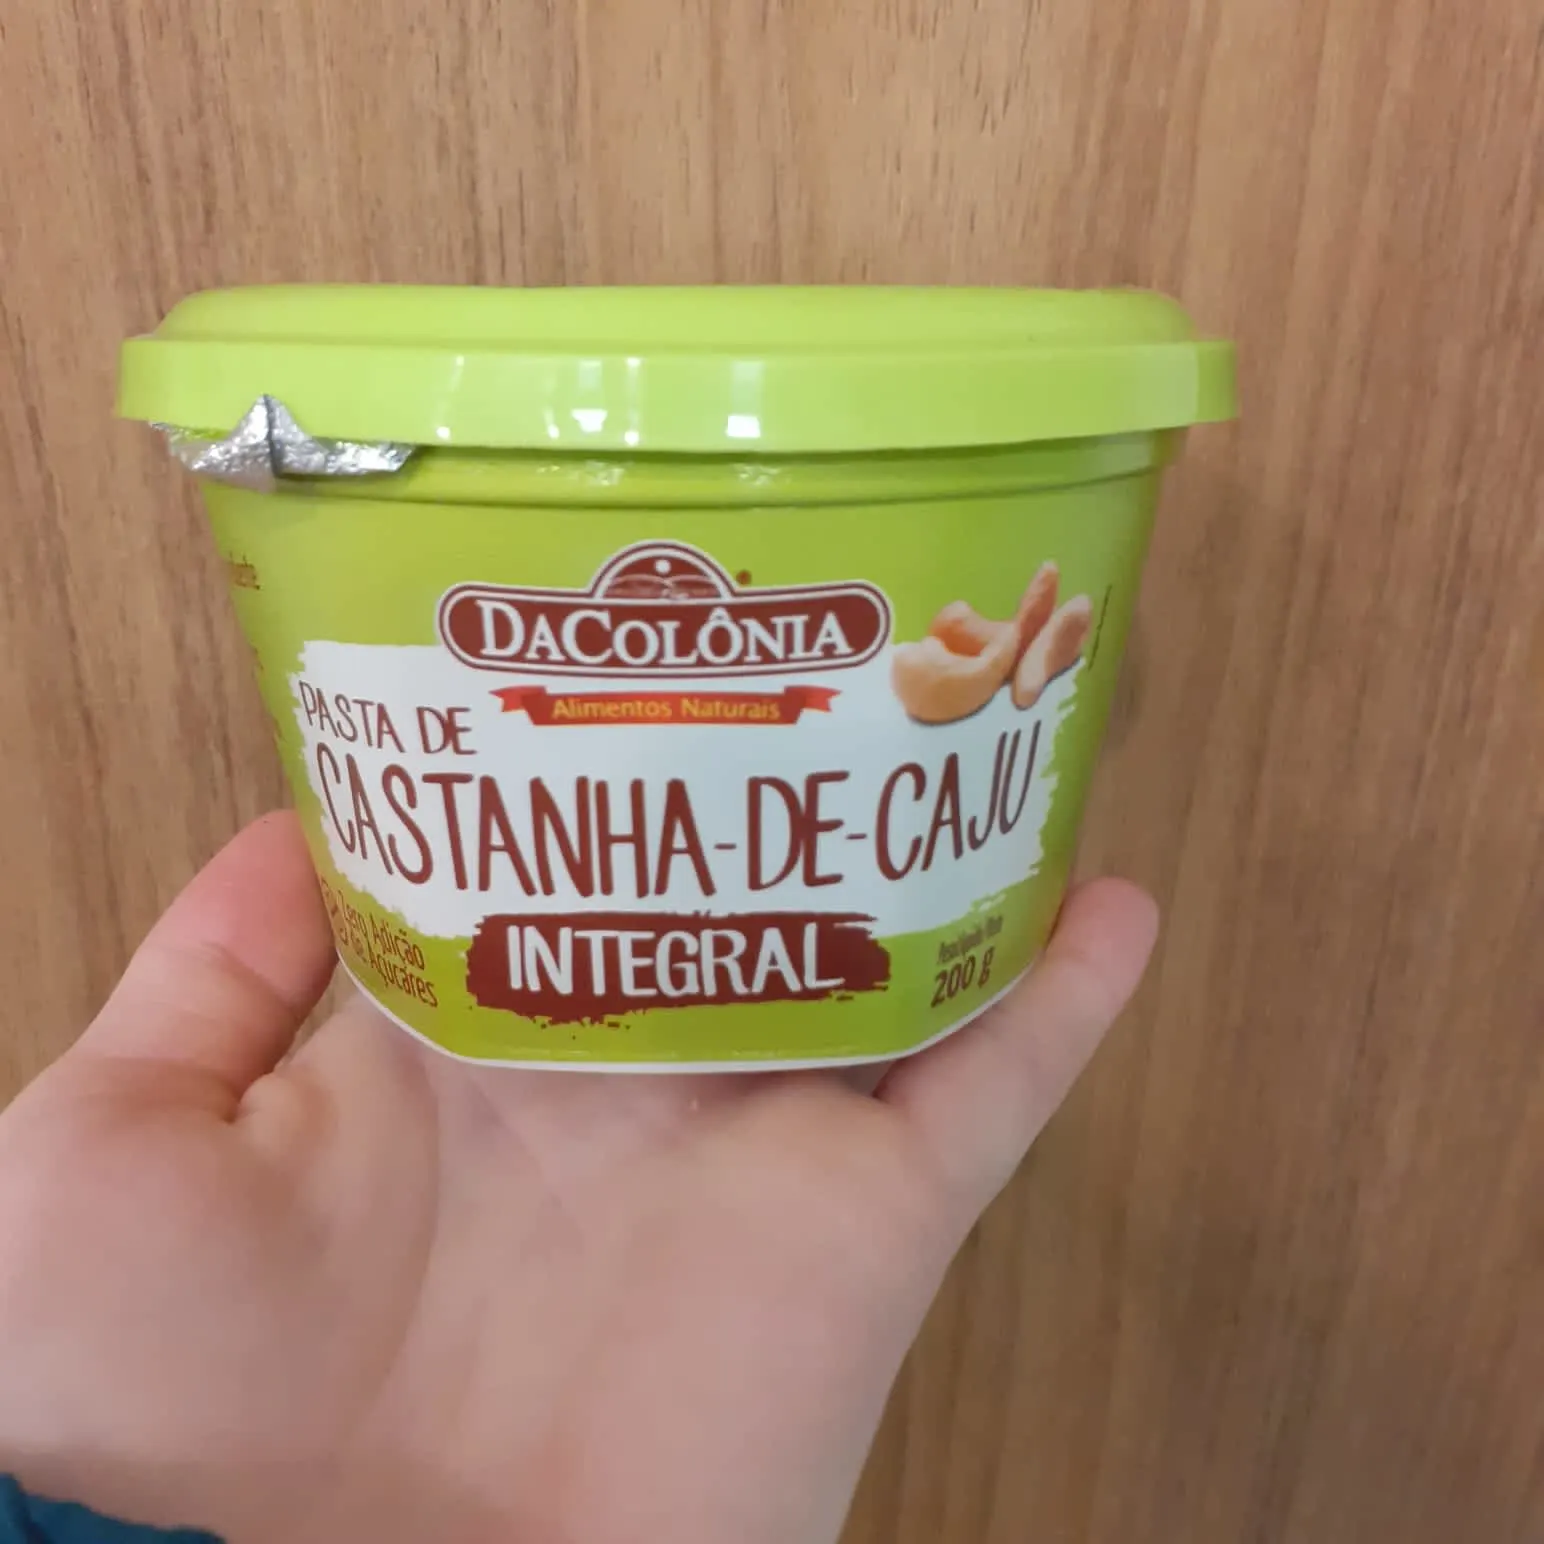 DACOLÔNIA
Alimentos Naturais
PASTA DE
CASTANHA-DE-CAJU
INTEGRAL
Zero Adição
de Açúcares
200 g